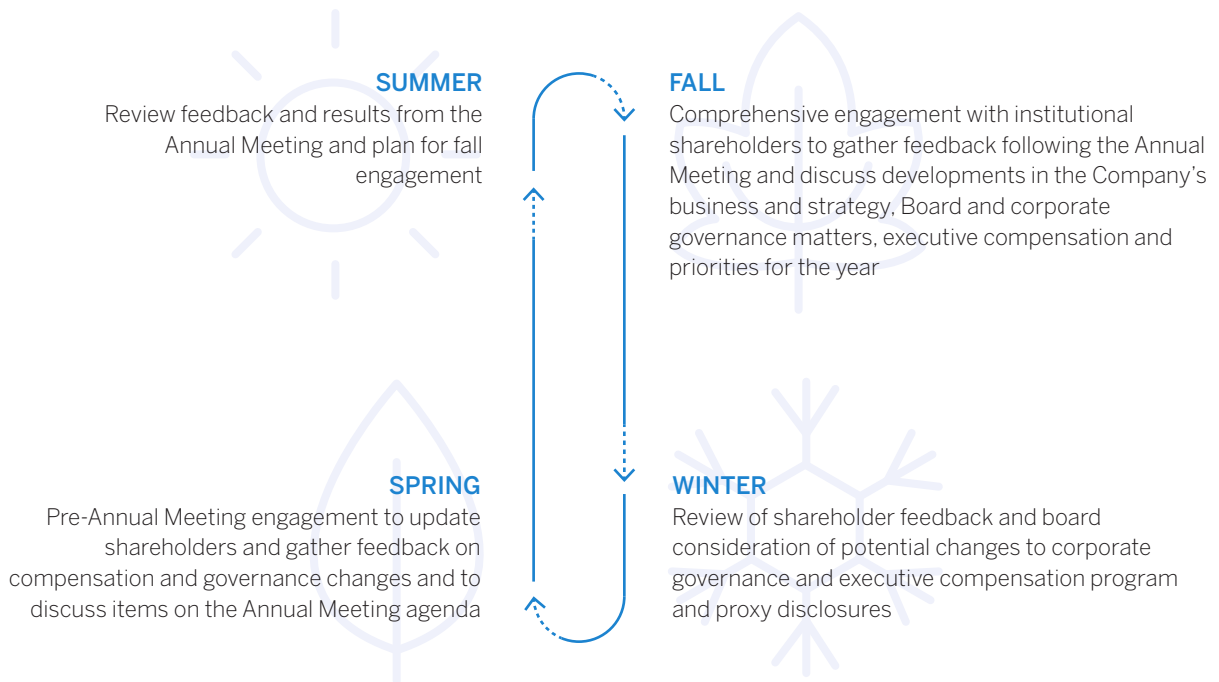 SUMMER
Review feedback and results from the
Annual Meeting and plan for fall
engagement
FALL
Comprehensive engagement with institutional
shareholders to gather feedback following the Annual
Meeting and discuss developments in the Company’s
business and strategy, Board and corporate
governance matters, executive compensation and
priorities for the year
SPRING
Pre-Annual Meeting engagement to update
shareholders and gather feedback on
compensation and governance changes and to
discuss items on the Annual Meeting agenda
WINTER
Review of shareholder feedback and board
consideration of potential changes to corporate
governance and executive compensation program
and proxy disclosures